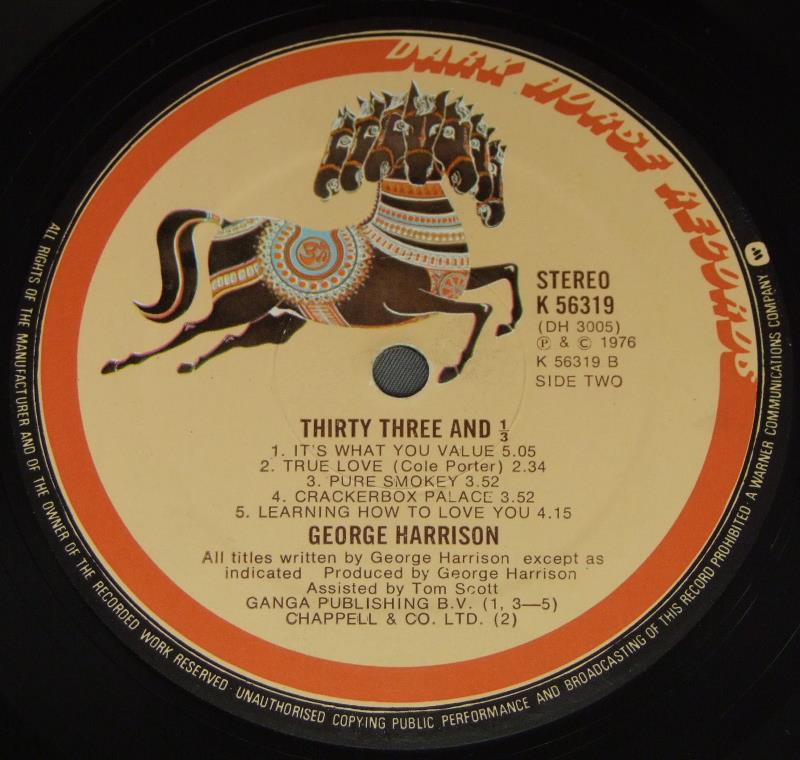 DARK HORSE RECORDS
STEREO
K 56319
(DH 3005)
Ⓟ & © 1976
K 56319 B
SIDE TWO
THIRTY THREE AND 1/3
1. IT'S WHAT YOU VALUE 5.05
2. TRUE LOVE (Cole Porter) 2.34
3. PURE SMOKEY 3.52
4. CRACKERBOX PALACE 3.52
5. LEARNING HOW TO LOVE YOU 4.15
GEORGE HARRISON
All titles written by George Harrison except as
indicated Produced by George Harrison
Assisted by Tom Scott
GANGA PUBLISHING B.V. (1, 3—5)
CHAPPELL & CO. LTD. (2)
ALL RIGHTS OF THE MANUFACTURER AND OF THE OWNER OF THE RECORDED WORK RESERVED · UNAUTHORISED COPYING PUBLIC PERFORMANCE AND BROADCASTING OF THIS RECORD PROHIBITED · A WARNER COMMUNICATIONS COMPANY